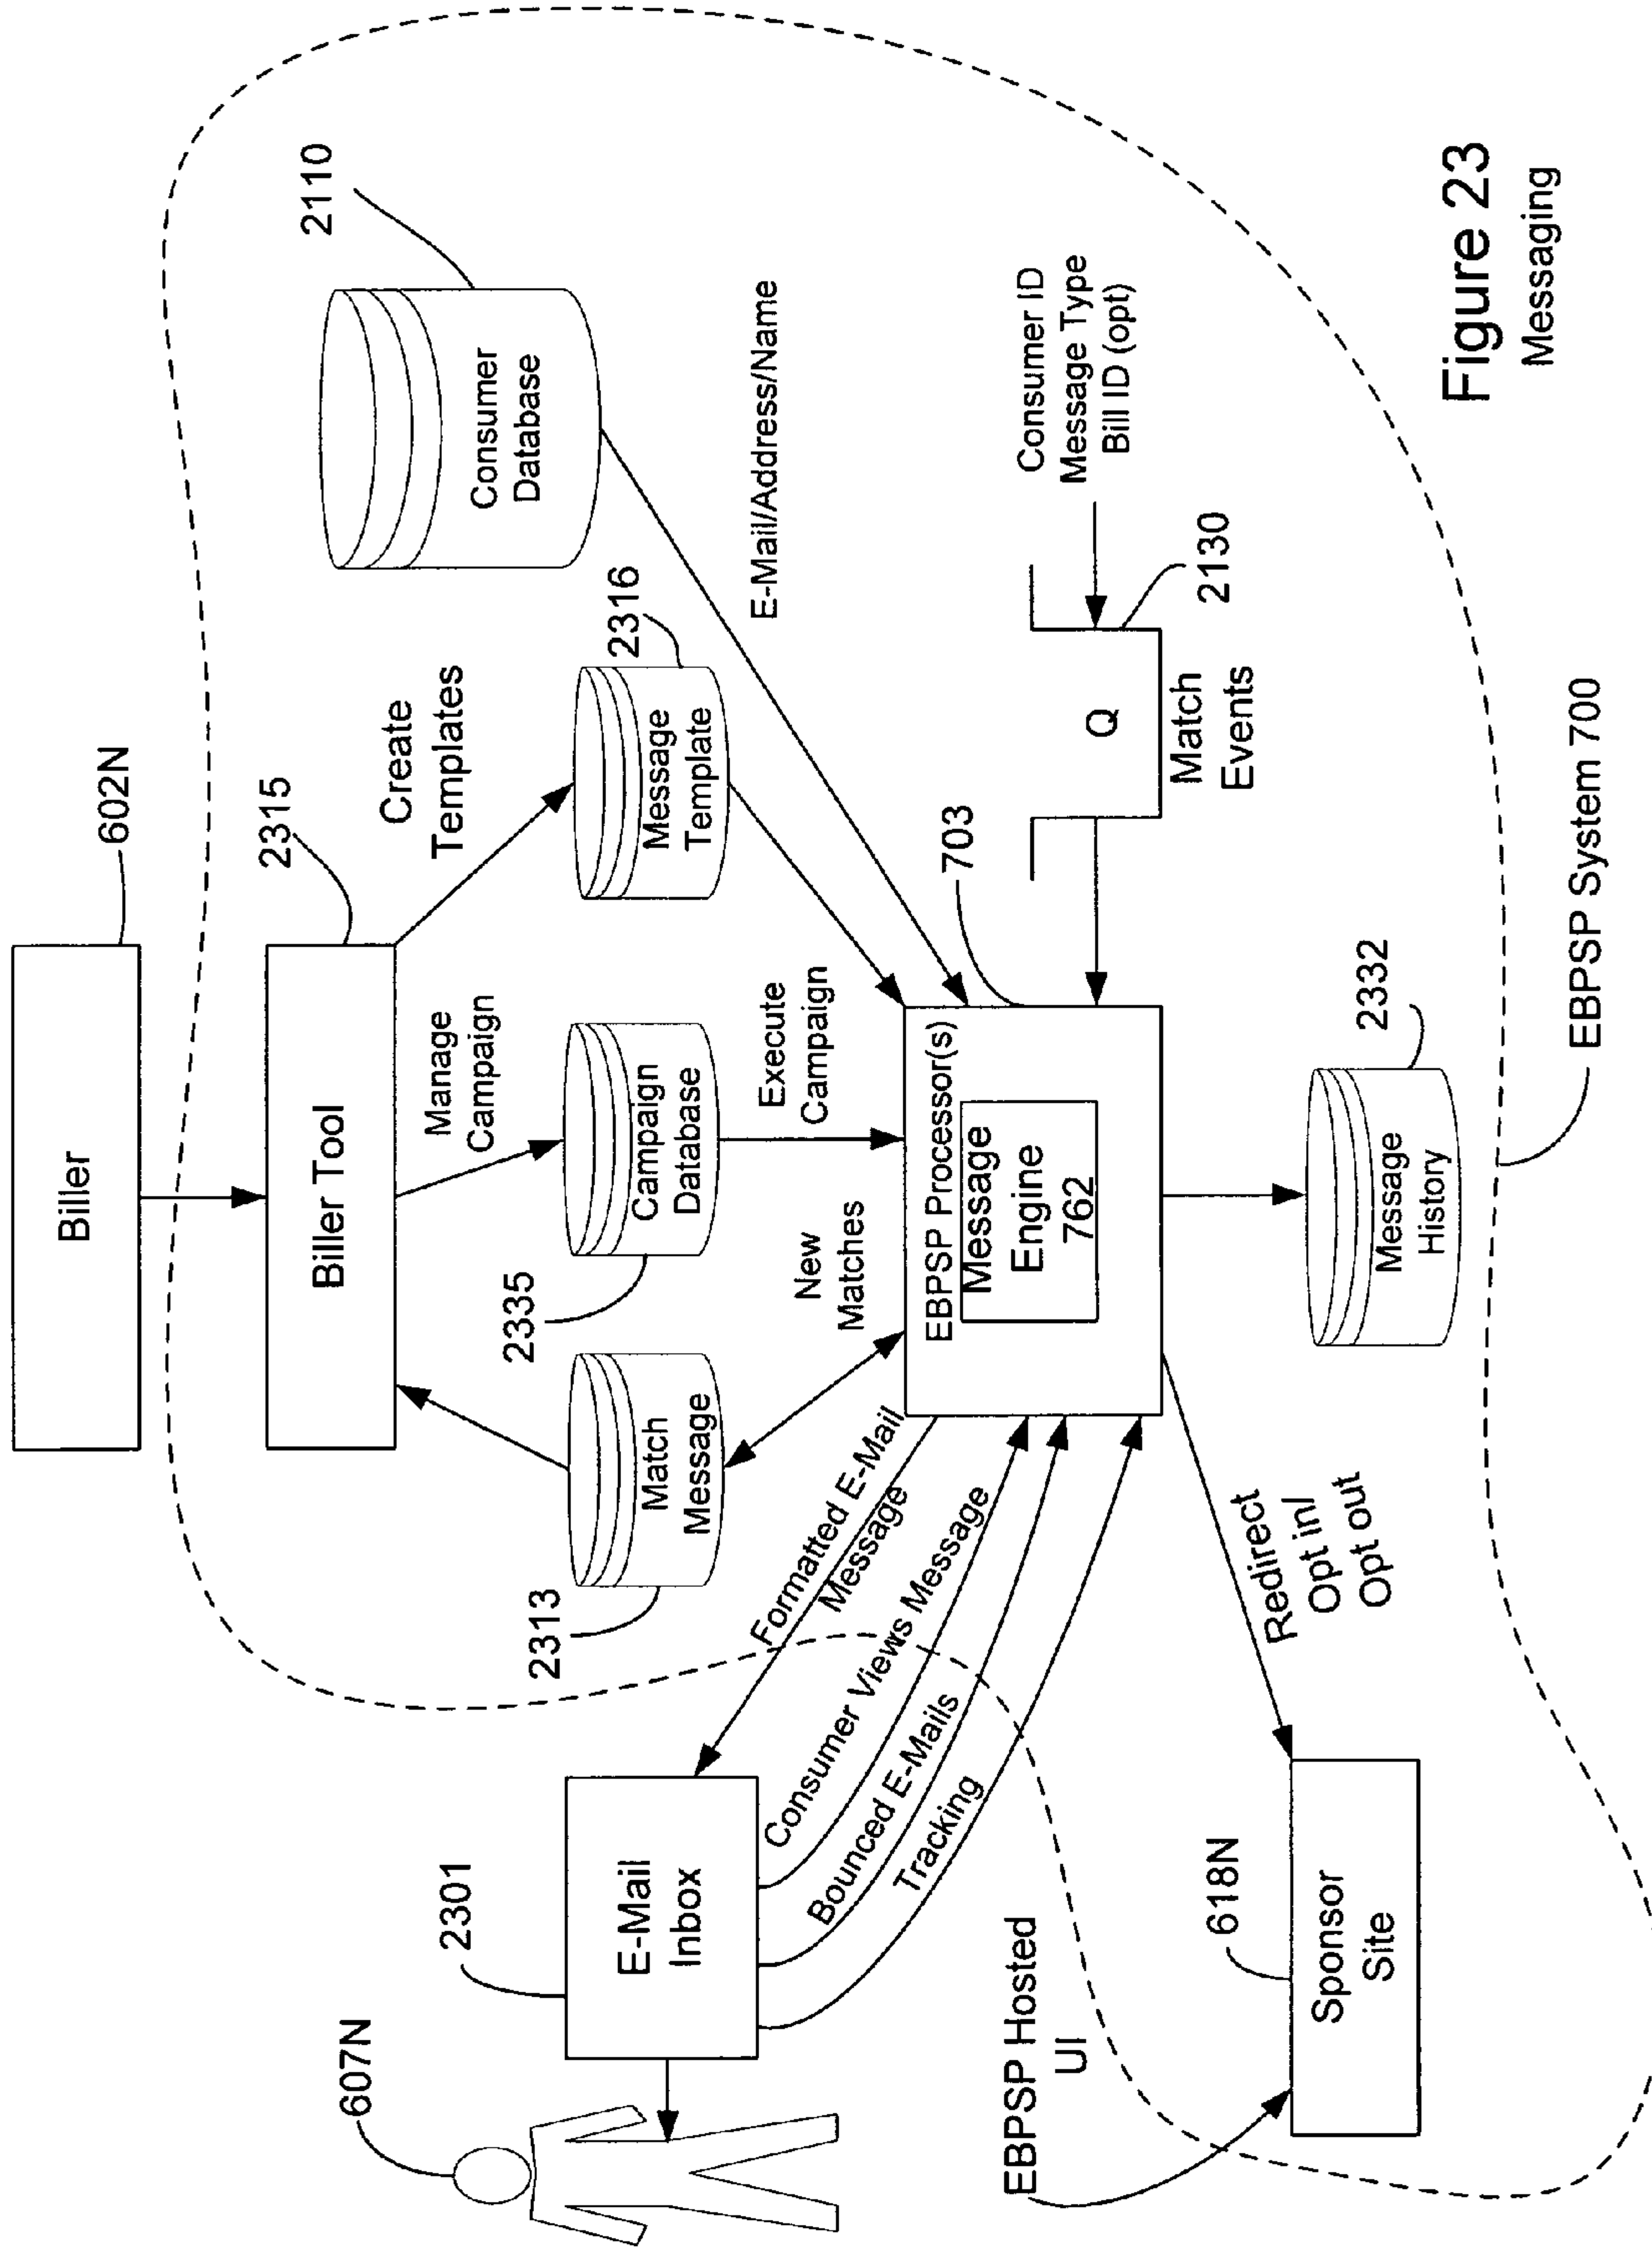 602N
Biller
2315
Biller Tool
Create
Templates
Manage
Campaign
2110
Consumer
Database
2316
Message
Template
2335
Campaign
Database
2313
Match
Message
E-Mail/Address/Name
Execute
Campaign
New
Matches
703
EBPSP Processor(s)
Message
Engine
762
Consumer ID
Message Type
Bill ID (opt)
2130
Q
Match
Events
607N
2301
E-Mail
Inbox
Formatted E-Mail
Message
Consumer Views Message
Bounced E-Mails
Tracking
EBPSP Hosted
UI
618N
Sponsor
Site
Redirect
Opt in/
Opt out
2332
Message
History
EBPSP System 700
Figure 23
Messaging